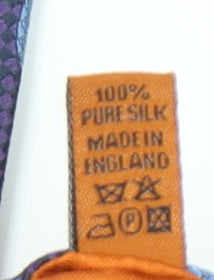 100%
PURE SILK
MADE IN
ENGLAND
P